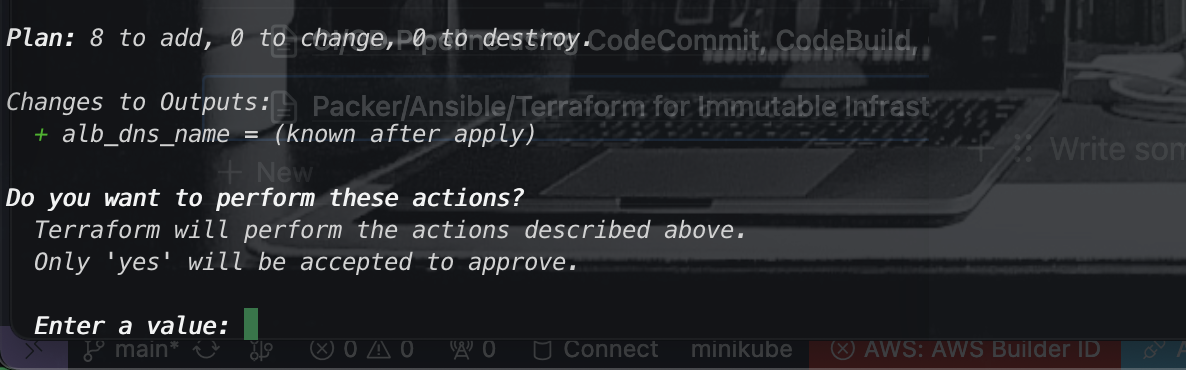 Plan: 8 to add, 0 to change, 0 to destroy.
CodeCommit, CodeBuild,
Changes to Outputs:
Packer/Ansible/Terraform for Immutable Infrast
+ alb_dns_name = (known after apply)
+ Write som
+ New
Do you want to perform these actions?
Terraform will perform the actions described above.
Only 'yes' will be accepted to approve.
Enter a value:
main* 0 0 0 Connect minikube AWS: AWS Builder ID A